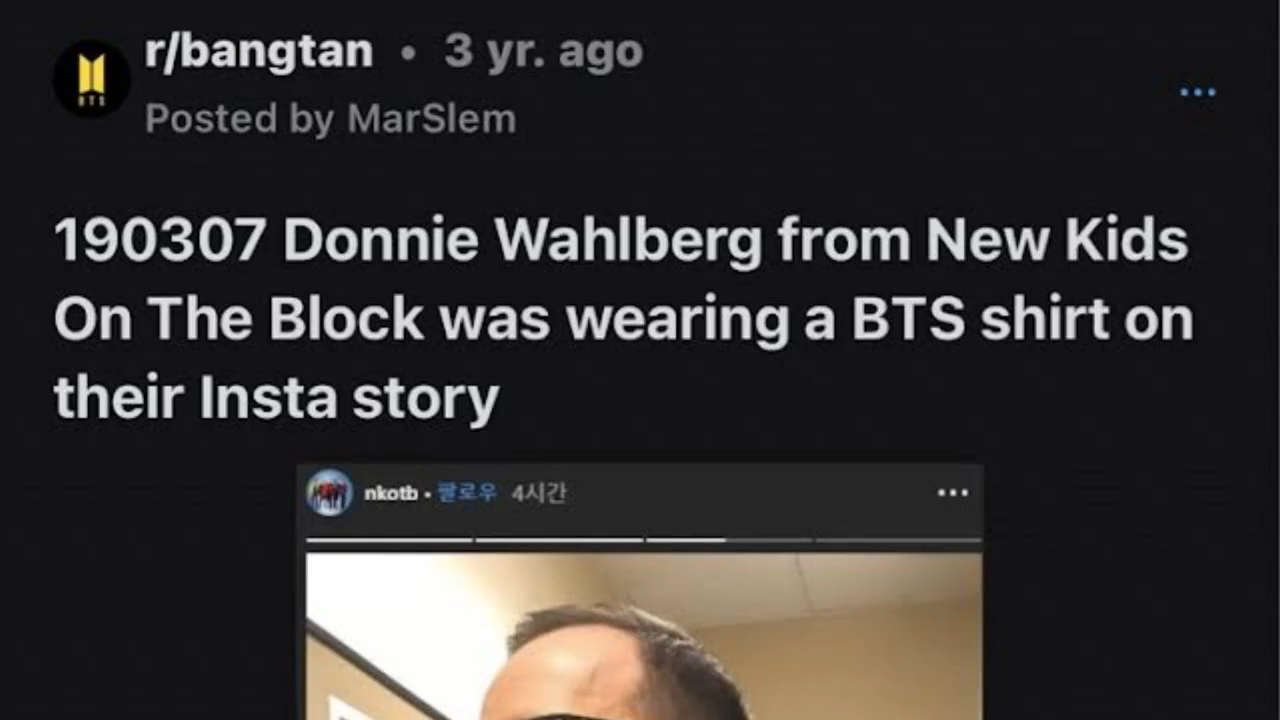 r/bangtan • 3 yr. ago
BTS
Posted by MarSlem
190307 Donnie Wahlberg from New Kids
On The Block was wearing a BTS shirt on
their Insta story
nkotb • 팔로우 4시간